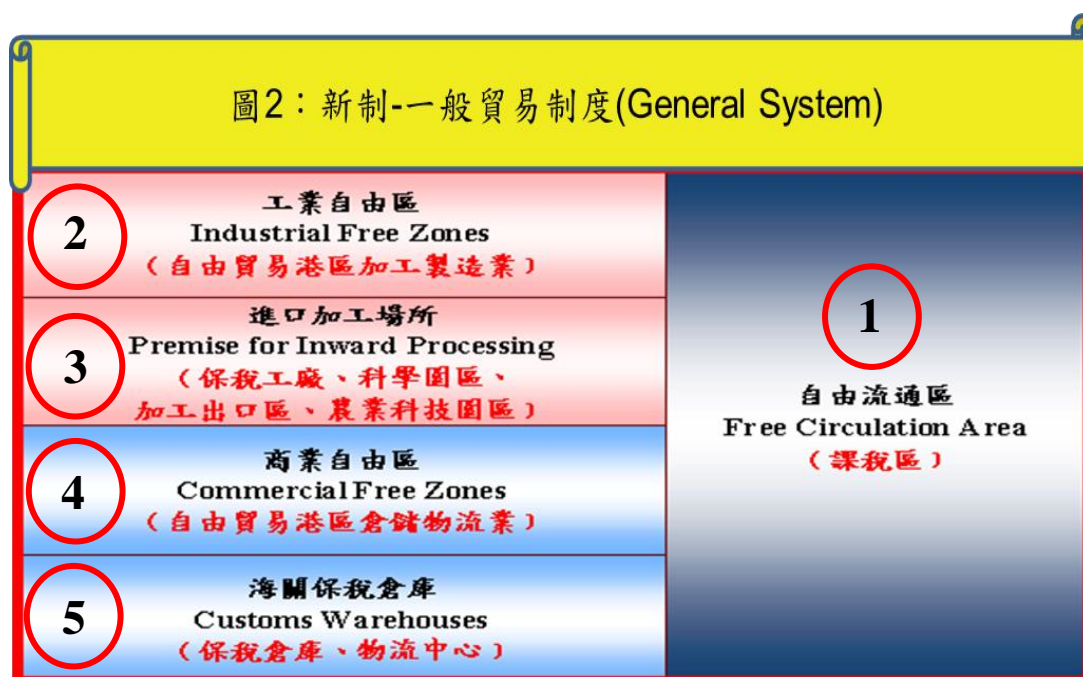 圖2：新制-一般貿易制度(General System)
2
工業自由區
Industrial Free Zones
（自由貿易港區加工製造業）
3
進口加工場所
Premise for Inward Processing
（保稅工廠、科學園區、
加工出口區、農業科技園區）
4
商業自由區
Commercial Free Zones
（自由貿易港區倉儲物流業）
5
海關保稅倉庫
Customs Warehouses
（保稅倉庫、物流中心）
1
自由流通區
Free Circulation Area
（課稅區）